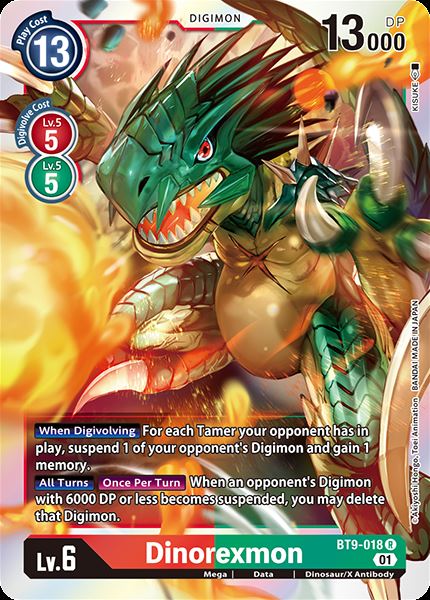 Play Cost
13
DIGIMON
DP
13000
KISUKE
Digivolve Cost
Lv.5
5
Lv.5
5
When Digivolving For each Tamer your opponent has in
play, suspend 1 of your opponent's Digimon and gain 1
memory.
All Turns Once Per Turn When an opponent's Digimon
with 6000 DP or less becomes suspended, you may delete
that Digimon.
©Akiyoshi Hongo, Toei Animation BANDAI MADE IN JAPAN
Lv.6
Dinorexmon
BT9-018 R
01
Mega Data Dinosaur/X Antibody